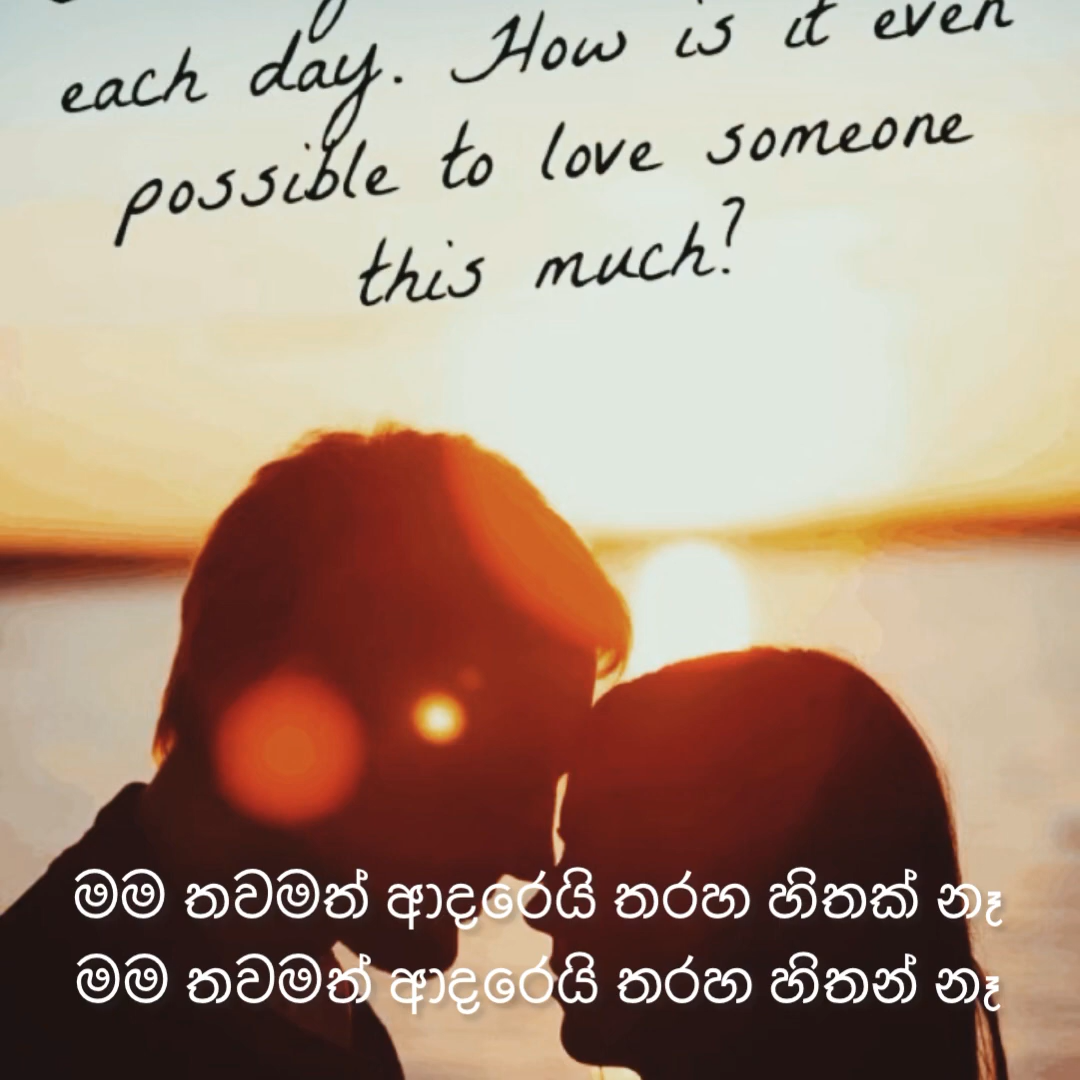 each day. How is it even
possible to love someone
this much?
මම තවමත් ආදරෙයි තරහ හිතක් නෑ
මම තවමත් ආදරෙයි තරහ හිතන් නෑ